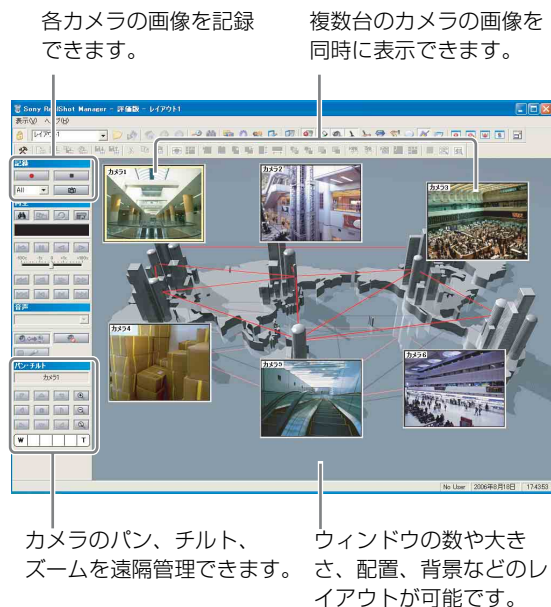 各カメラの画像を記録
できます。
複数台のカメラの画像を
同時に表示できます。
Sony RealShot Manager - 評価版 - レイアウト1
表示(V) ヘルプ(H)
レイアウト1
記録
All
再生
-100x -1x 0 +1x +100x
音声
パン・チルト
カメラ1
W T
カメラ1
カメラ2
カメラ3
カメラ4
カメラ5
カメラ6
No User 2006年8月18日 17:43:53
カメラのパン、チルト、
ズームを遠隔管理できます。
ウィンドウの数や大き
さ、配置、背景などのレ
イアウトが可能です。